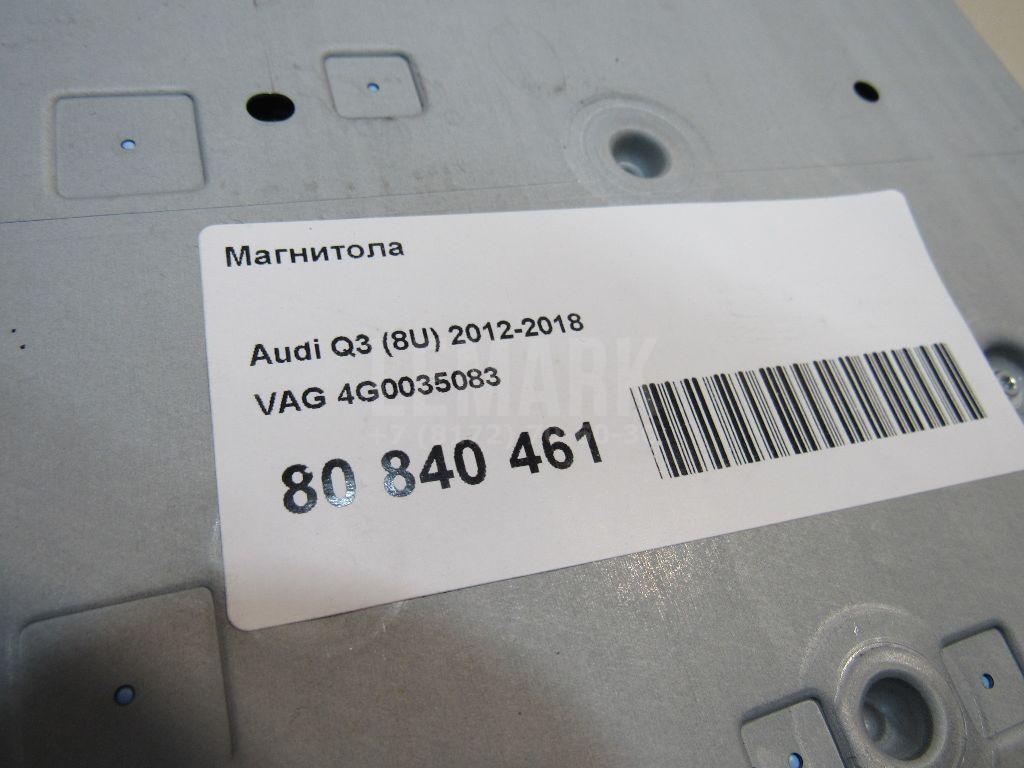 Магнитола
Audi Q3 (8U) 2012-2018
VAG 4G0035083
80 840 461